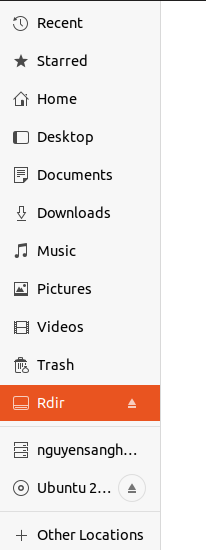 Recent
Starred
Home
Desktop
Documents
Downloads
Music
Pictures
Videos
Trash
Rdir
nguyensangh...
Ubuntu 2...
Other Locations